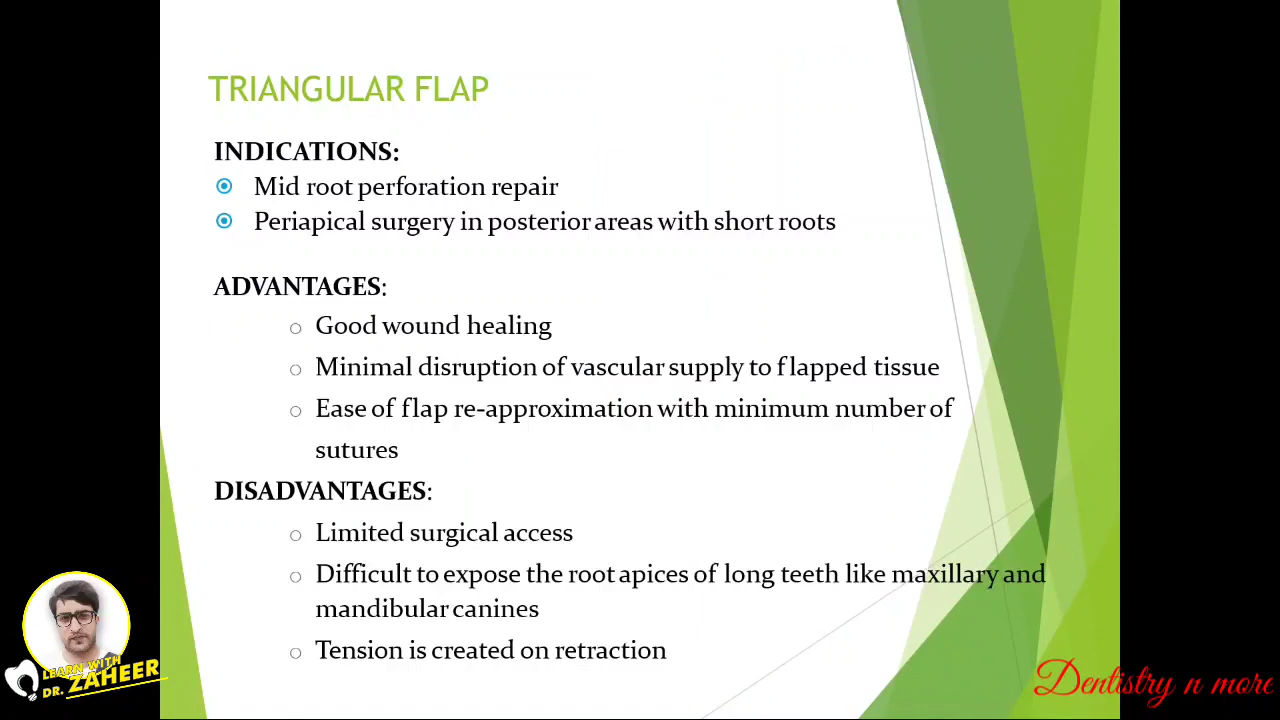 TRIANGULAR FLAP
INDICATIONS:
Mid root perforation repair
Periapical surgery in posterior areas with short roots
ADVANTAGES:
Good wound healing
Minimal disruption of vascular supply to flapped tissue
Ease of flap re-approximation with minimum number of
sutures
DISADVANTAGES:
Limited surgical access
Difficult to expose the root apices of long teeth like maxillary and
mandibular canines
Tension is created on retraction
LEARN WITH
DR. ZAHEER
Dentistry n more